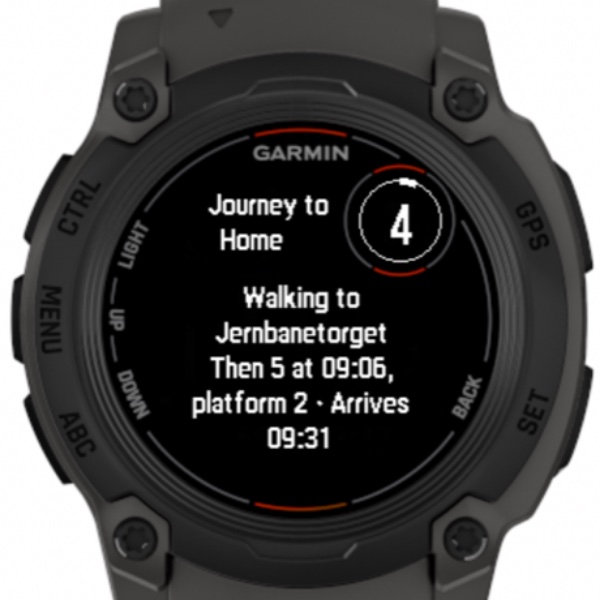 GARMIN
Journey to
Home
4
Walking to
Jernbanetorget
Then 5 at 09:06,
platform 2 · Arrives
09:31
CTRL
LIGHT
MENU
UP
DOWN
ABC
GPS
BACK
SET